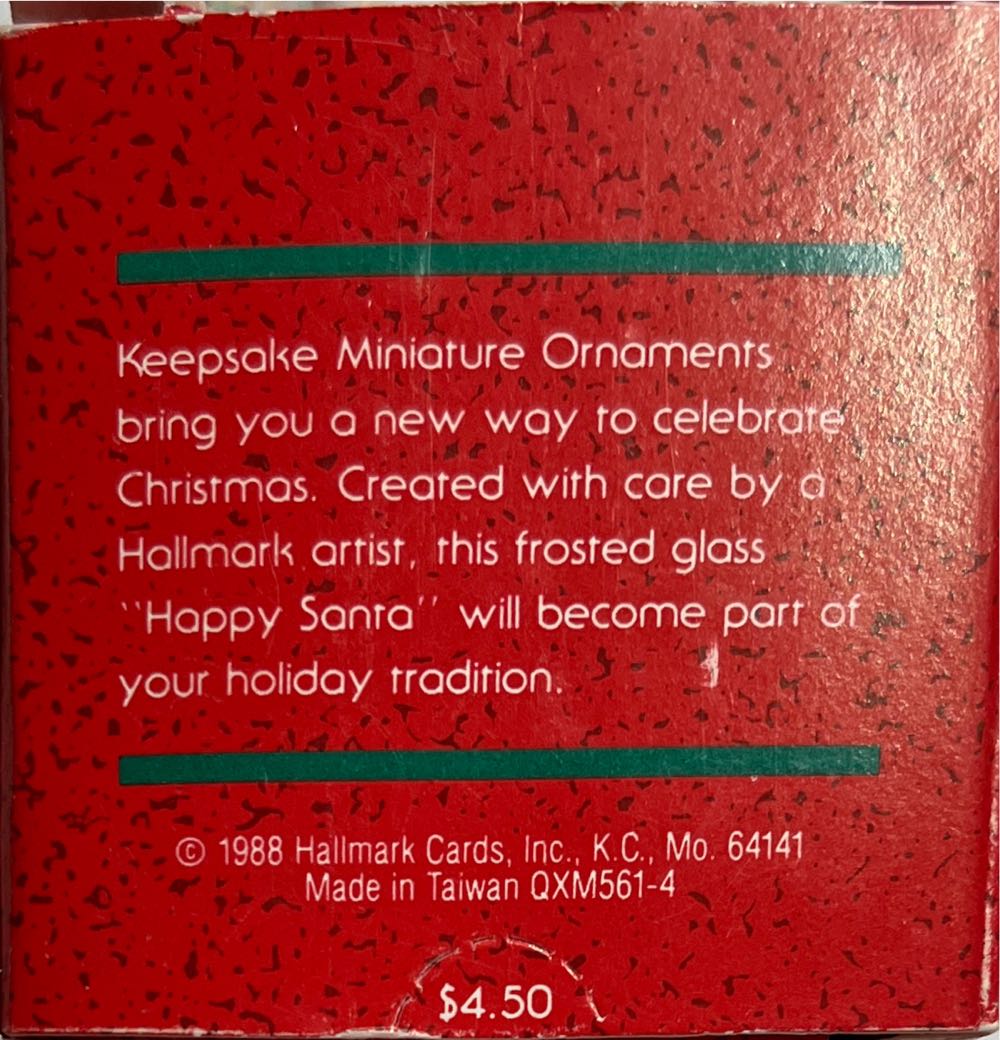 Keepsake Miniature Ornaments
bring you a new way to celebrate
Christmas. Created with care by a
Hallmark artist, this frosted glass
"Happy Santa" will become part of
your holiday tradition.
© 1988 Hallmark Cards, Inc., K.C., Mo. 64141
Made in Taiwan QXM561-4
$4.50